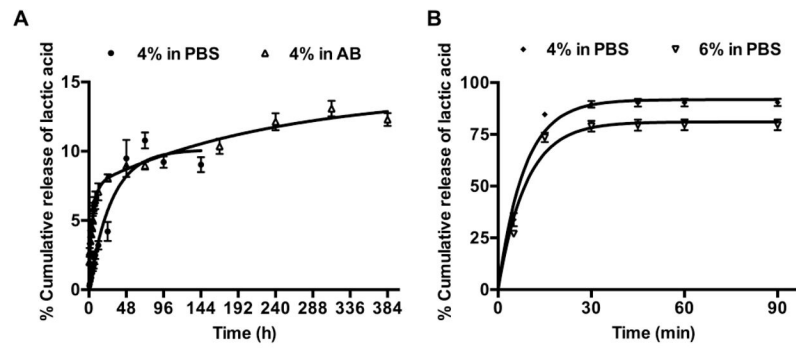 A
4% in PBS 4% in AB
% Cumulative release of lactic acid
15
10
5
0
0 48 96 144 192 240 288 336 384
Time (h)
B
4% in PBS 6% in PBS
% Cumulative release of lactic acid
100
75
50
25
0
0 30 60 90
Time (min)